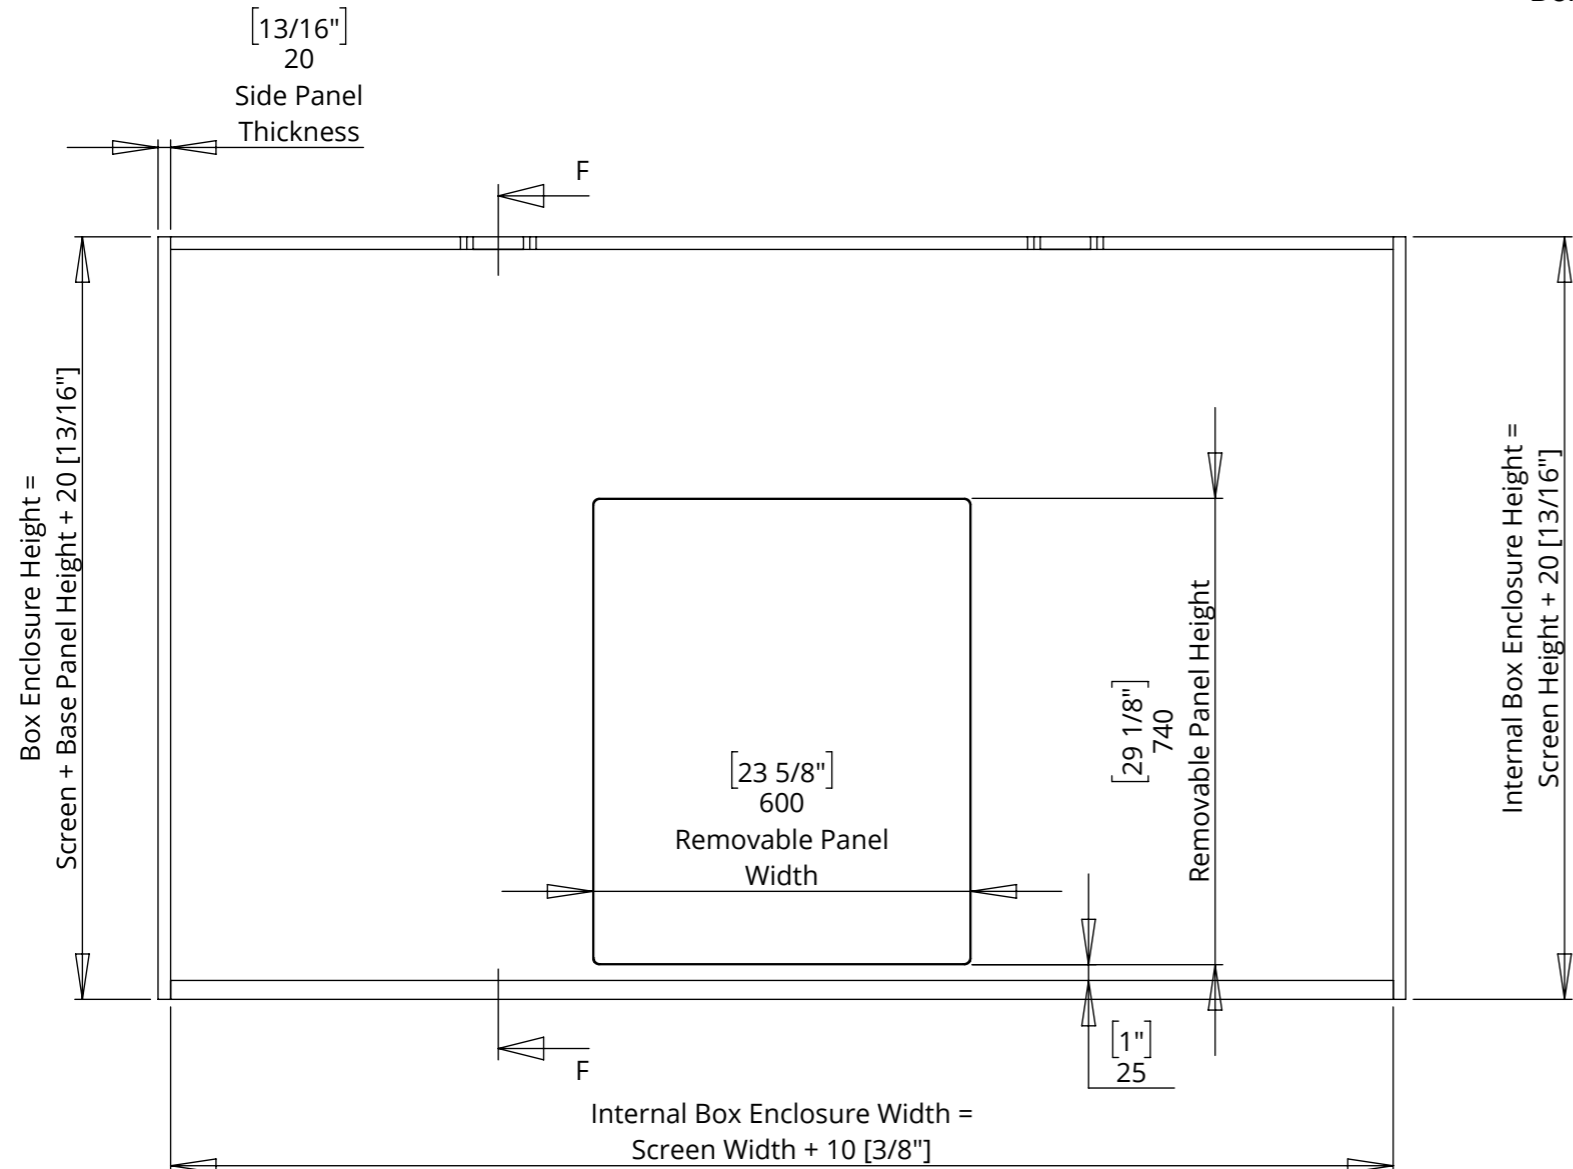 [13/16"]
20
Side Panel
Thickness
F
Box Enclosure Height =
Screen + Base Panel Height + 20 [13/16"]
[23 5/8"]
600
Removable Panel
Width
[29 1/8"]
740
Removable Panel Height
Internal Box Enclosure Height =
Screen Height + 20 [13/16"]
[1"]
25
F
Internal Box Enclosure Width =
Screen Width + 10 [3/8"]